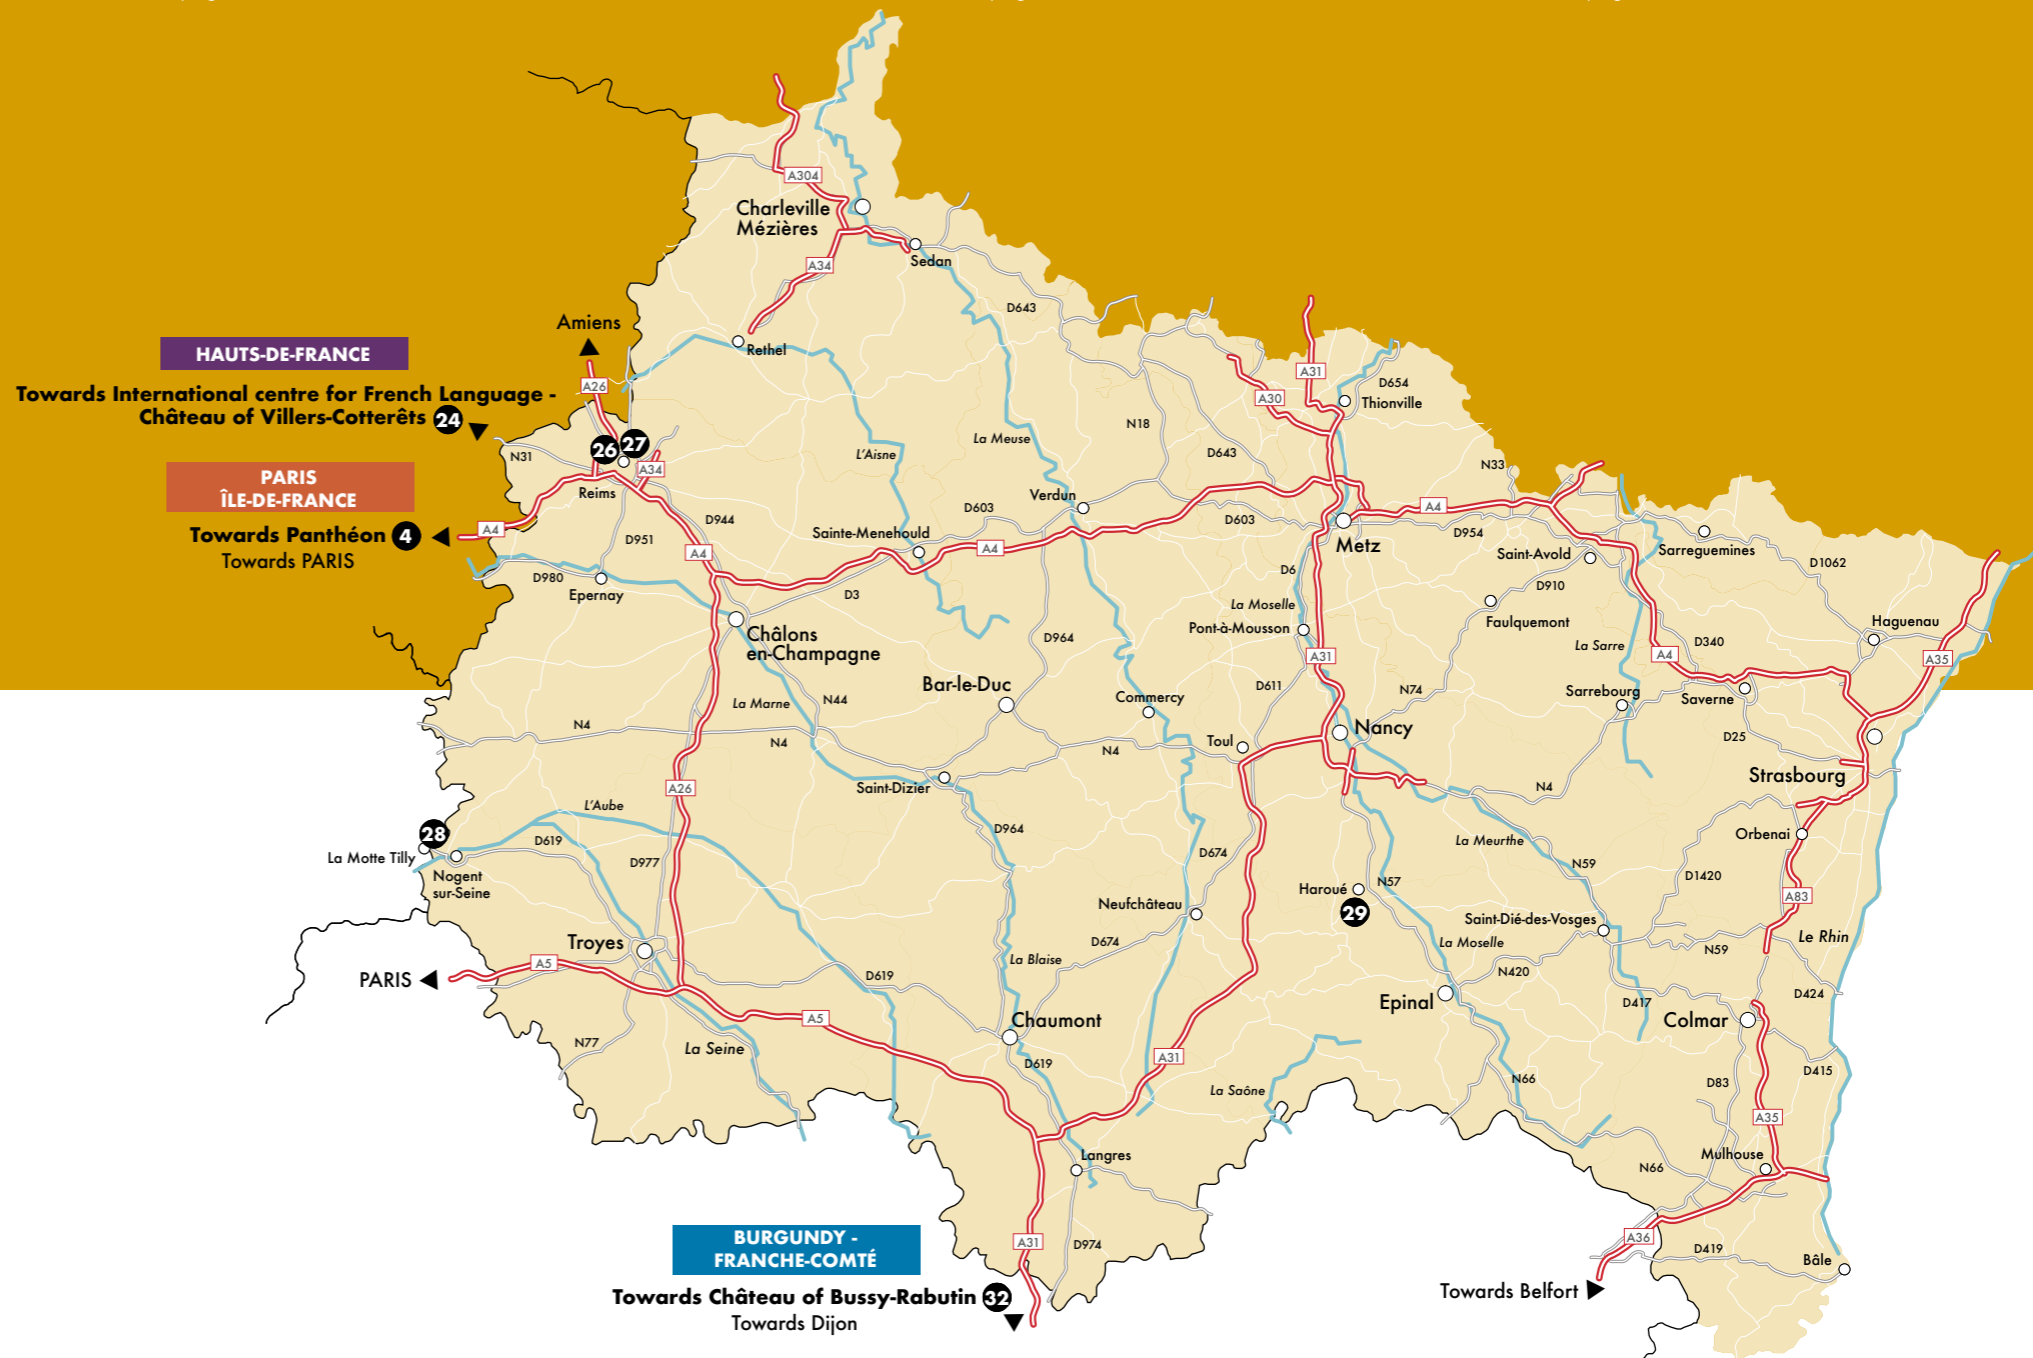 A304
Charleville
Mézières
Sedan
A34
D643
Amiens
HAUTS-DE-FRANCE
Rethel
A31
D654
A26
Towards International centre for French Language -
Château of Villers-Cotterêts 24
A30
Thionville
N18
La Meuse
26 27
N31
L'Aisne
D643
N33
A34
PARIS
ÎLE-DE-FRANCE
Reims
Verdun
D603
A4
D944
D603
A4
Towards Panthéon 4
Towards PARIS
D951
Sainte-Menehould
D954
Metz
A4
A4
Saint-Avold
Sarreguemines
D1062
D980
Epernay
D3
D6
D910
La Moselle
Pont-à-Mousson
Faulquemont
Haguenau
Châlons
en-Champagne
D964
La Sarre
D340
A4
A31
A35
Bar-le-Duc
D611
N74
Commercy
Sarrebourg
Saverne
La Marne
N44
N4
N4
Nancy
Toul
N4
D25
Strasbourg
A26
Saint-Dizier
N4
L'Aube
28
D619
D964
Orbenai
La Motte Tilly
La Meurthe
Nogent
sur-Seine
D977
D674
N59
D1420
Haroué
N57
A83
29
Neufchâteau
Saint-Dié-des-Vosges
Troyes
D674
La Moselle
Le Rhin
N59
A5
La Blaise
PARIS
D619
N420
D424
Epinal
D417
A5
Chaumont
Colmar
N77
La Seine
A31
D619
D415
N66
D83
La Saône
A35
Langres
Mulhouse
N66
BURGUNDY -
FRANCHE-COMTÉ
A31
D974
A36
D419
Bâle
Towards Château of Bussy-Rabutin 32
Towards Dijon
Towards Belfort